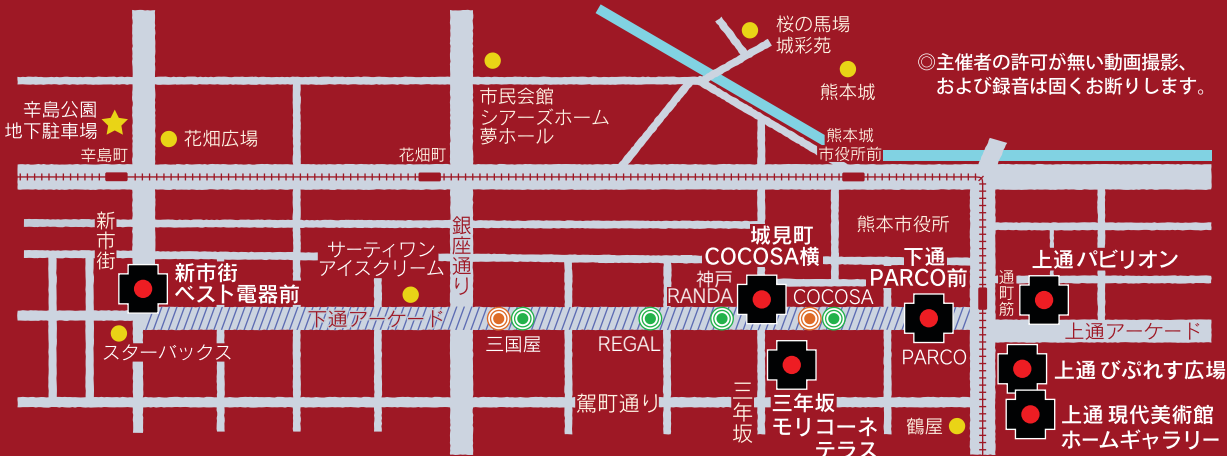 桜の馬場
城彩苑
◎主催者の許可が無い動画撮影、
および録音は固くお断りします。
熊本城
市民会館
シアーズホーム
夢ホール
辛島公園
地下駐車場
花畑広場
熊本城
市役所前
辛島町
花畑町
新市街
銀座通り
熊本市役所
サーティワン
アイスクリーム
城見町
COCOSA横
下通
PARCO前
上通 パビリオン
新市街
ベスト電器前
神戸
RANDA
COCOSA
通町筋
下通アーケード
上通アーケード
スターバックス
三国屋
REGAL
PARCO
上通 びぷれす広場
駕町通り
三年坂
三年坂
モリコーネ
テラス
鶴屋
上通 現代美術館
ホームギャラリー